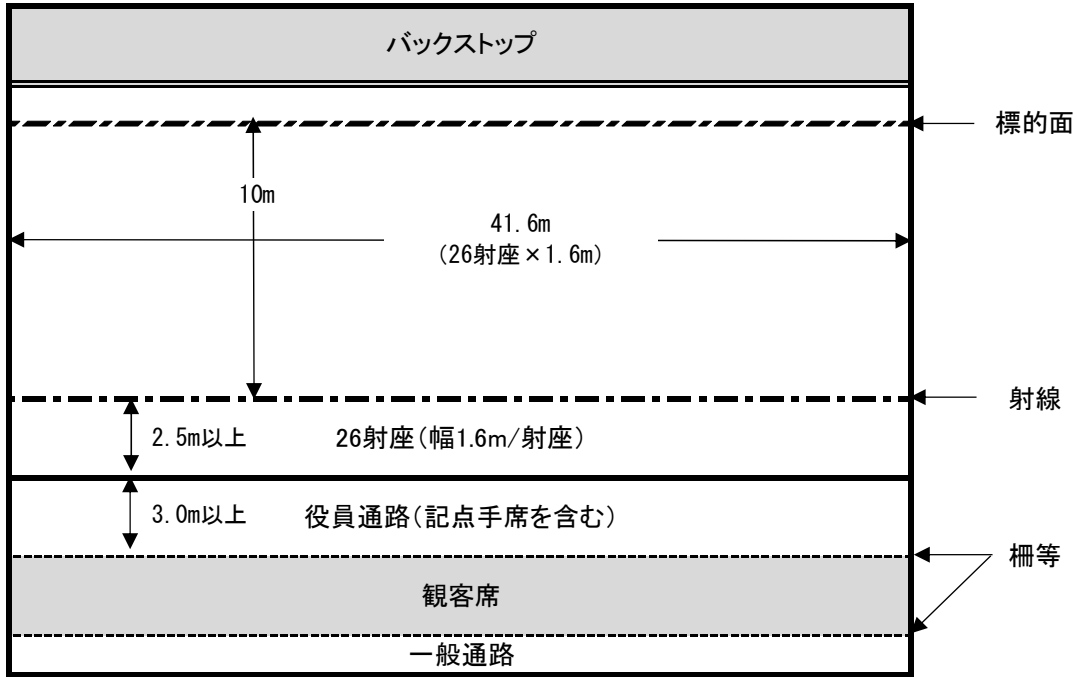 バックストップ
標的面
10m
41.6m
(26射座×1.6m)
射線
2.5m以上 26射座(幅1.6m/射座)
3.0m以上 役員通路(記点手席を含む)
柵等
観客席
一般通路